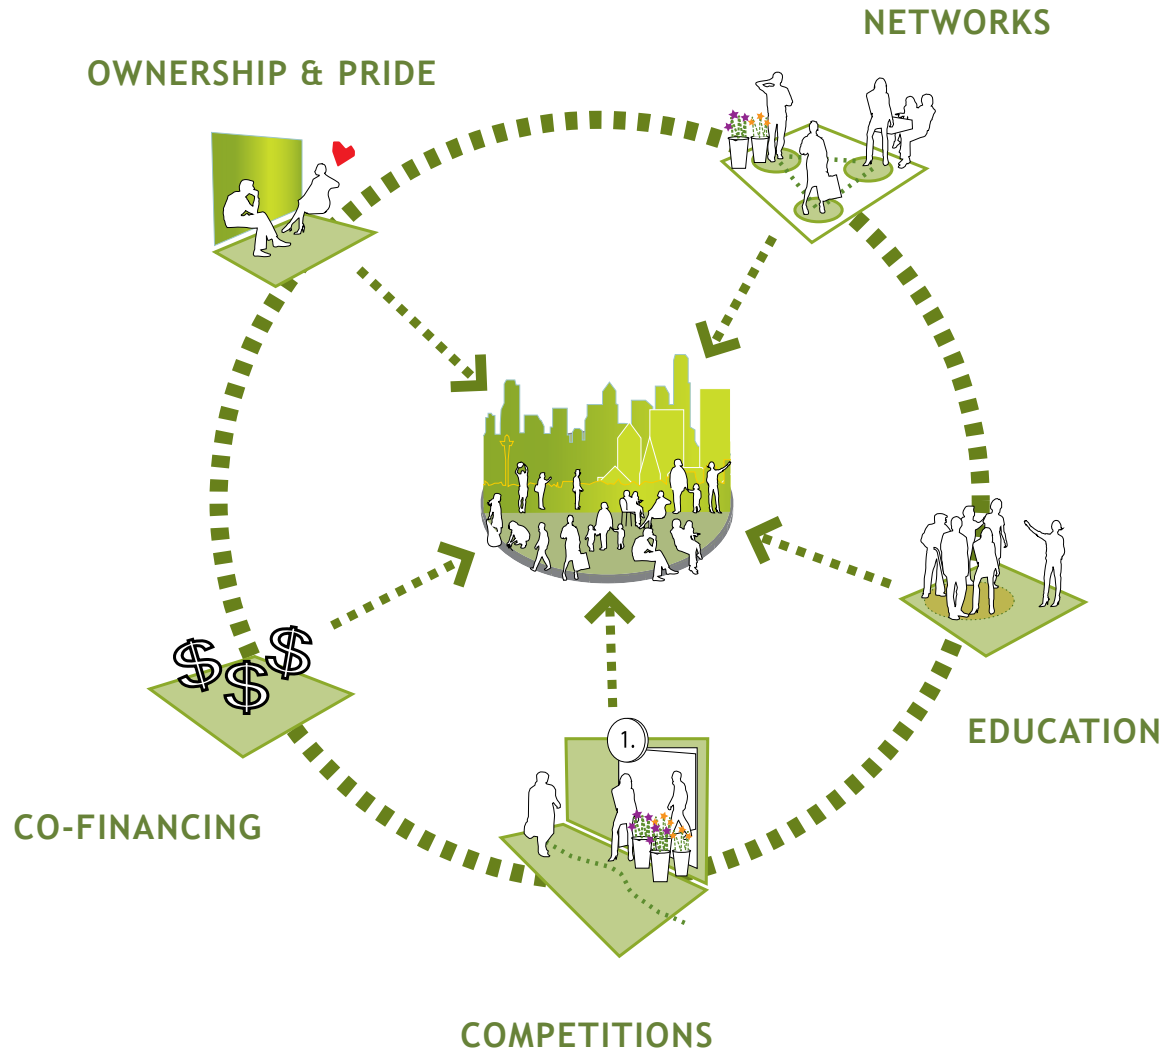 NETWORKS
OWNERSHIP & PRIDE
$ $ $
1.
EDUCATION
CO-FINANCING
COMPETITIONS